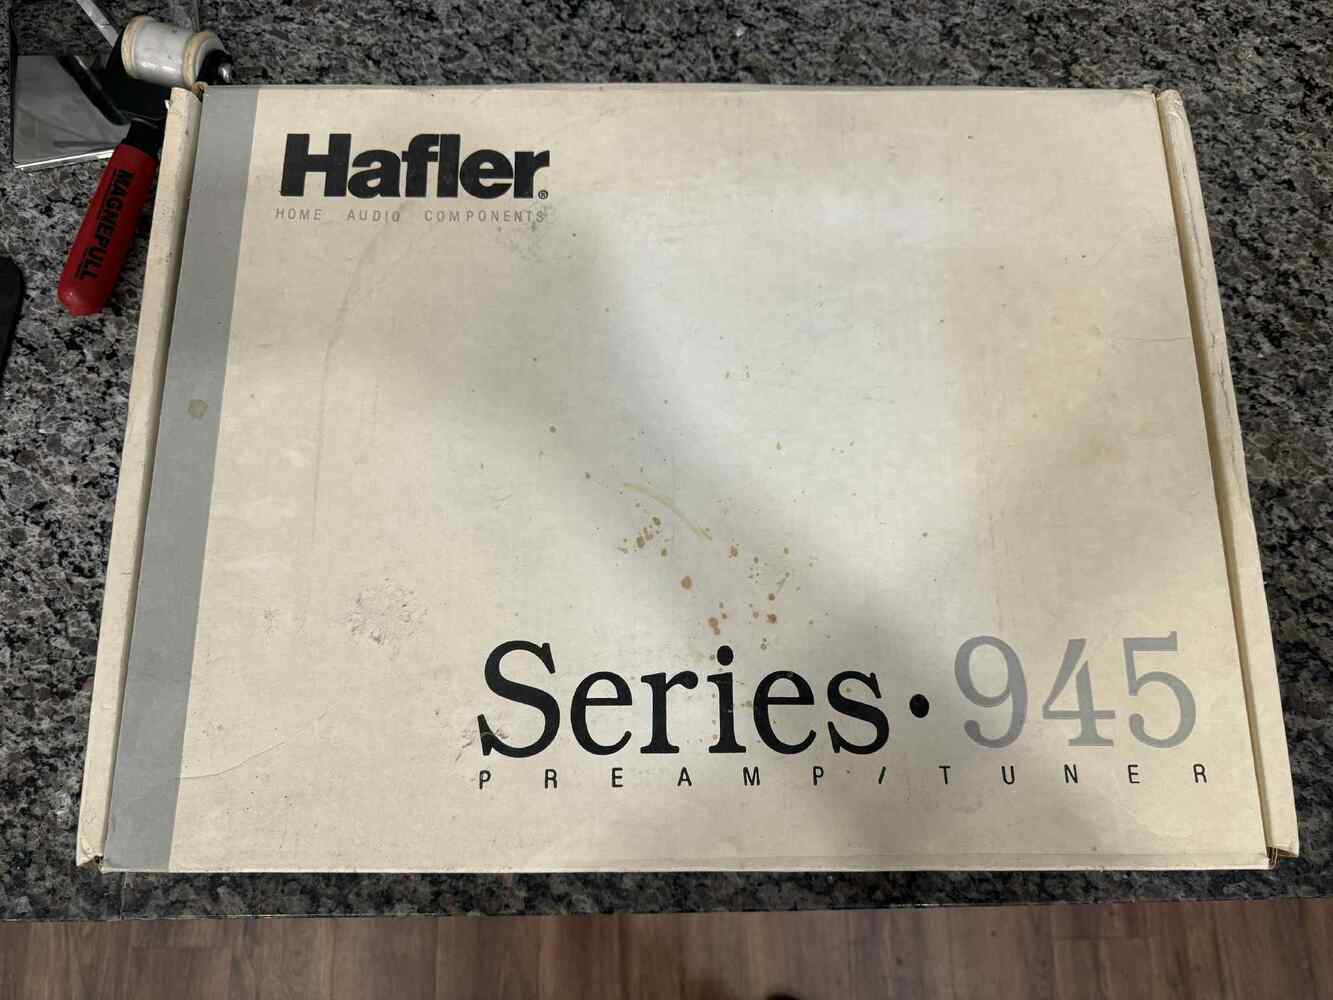 Hafler®
HOME AUDIO COMPONENTS
MAGNEPULL
Series · 945
PREAMP/TUNER